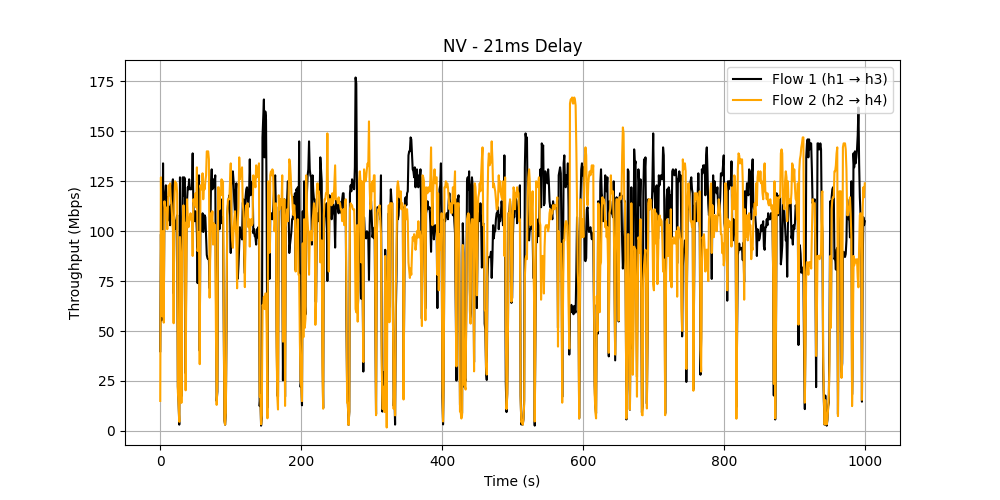 NV - 21ms Delay
Flow 1 (h1 → h3)
Flow 2 (h2 → h4)
Throughput (Mbps)
175
150
125
100
75
50
25
0
0 200 400 600 800 1000
Time (s)